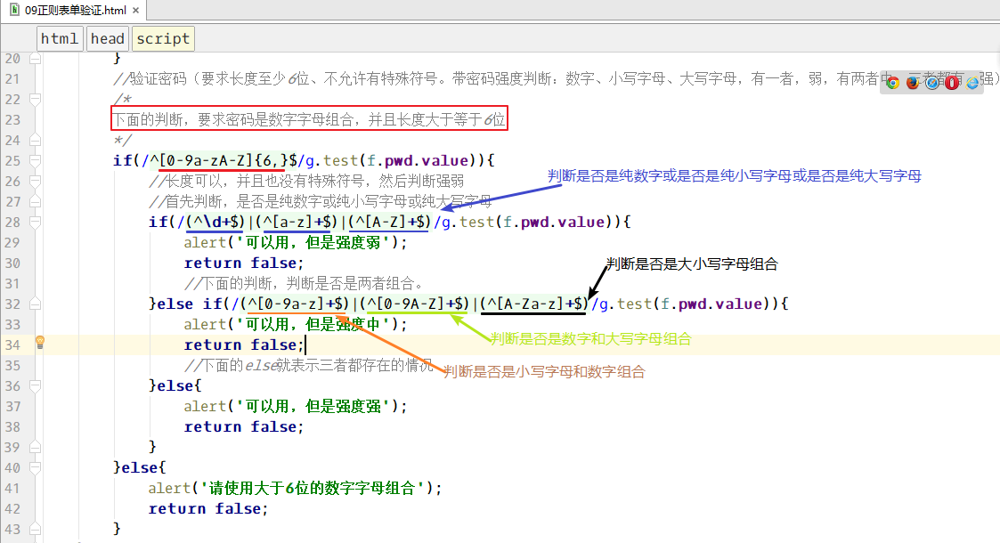 09正则表单验证.html ×
html head script
20 }
21 //验证密码（要求长度至少6位、不允许有特殊符号。带密码强度判断：数字、小写字母、大写字母，有一者，弱，有两者中，三者都有，强）
22 /*
23 下面的判断，要求密码是数字字母组合，并且长度大于等于6位
24 */
25 if(/^[0-9a-zA-Z]{6,}$/g.test(f.pwd.value)){
26 //长度可以，并且也没有特殊符号，然后判断强弱
判断是否是纯数字或是否是纯小写字母或是否是纯大写字母
27 //首先判断，是否是纯数字或纯小写字母或纯大写字母
28 if(/(^\d+$)|(^[a-z]+$)|(^[A-Z]+$)/g.test(f.pwd.value)){
29 alert('可以用，但是强度弱');
30 return false;
判断是否是大小写字母组合
31 //下面的判断，判断是否是两者组合。
32 }else if(/(^[0-9a-z]+$)|(^[0-9A-Z]+$)|(^[A-Za-z]+$)/g.test(f.pwd.value)){
33 alert('可以用，但是强度中');
34 return false;
判断是否是数字和大写字母组合
35 //下面的else就表示三者都存在的情况
判断是否是小写字母和数字组合
36 }else{
37 alert('可以用，但是强度强');
38 return false;
39 }
40 }else{
41 alert('请使用大于6位的数字字母组合');
42 return false;
43 }